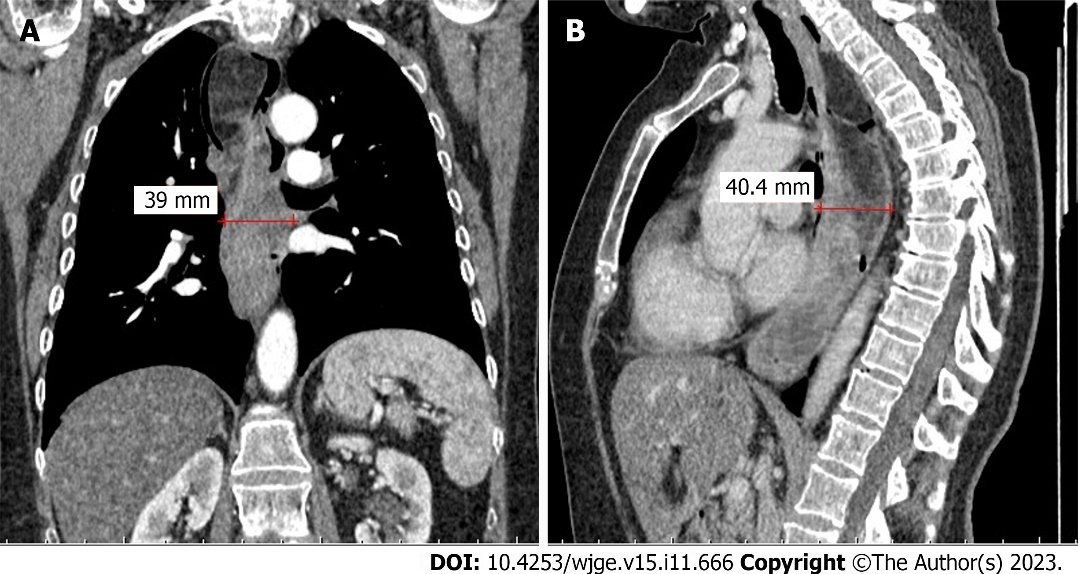 A
B
39 mm
40.4 mm
DOI: 10.4253/wjge.v15.i11.666 Copyright ©The Author(s) 2023.